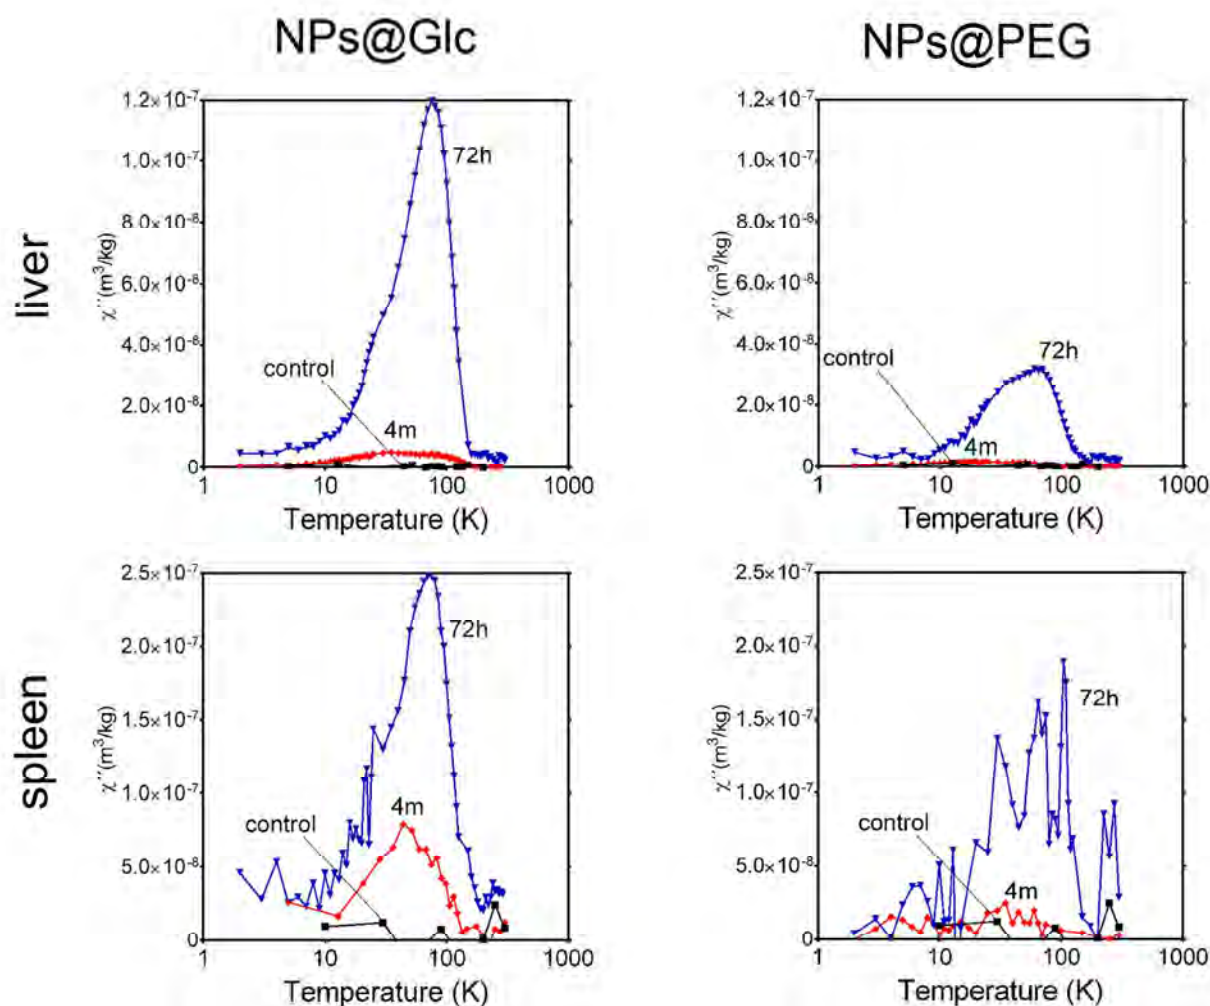 NPs@Glc
NPs@PEG
liver
1.2×10⁻⁷
1.0×10⁻⁷
8.0×10⁻⁸
6.0×10⁻⁸
4.0×10⁻⁸
2.0×10⁻⁸
0
χ´´(m³/kg)
72h
control
4m
1
10
100
1000
Temperature (K)
1.2×10⁻⁷
1.0×10⁻⁷
8.0×10⁻⁸
6.0×10⁻⁸
4.0×10⁻⁸
2.0×10⁻⁸
0
χ´´(m³/kg)
72h
control
4m
1
10
100
1000
Temperature (K)
spleen
2.5×10⁻⁷
2.0×10⁻⁷
1.5×10⁻⁷
1.0×10⁻⁷
5.0×10⁻⁸
0
χ´´(m³/kg)
72h
4m
control
1
10
100
1000
Temperature (K)
2.5×10⁻⁷
2.0×10⁻⁷
1.5×10⁻⁷
1.0×10⁻⁷
5.0×10⁻⁸
0
χ´´(m³/kg)
72h
control
4m
1
10
100
1000
Temperature (K)